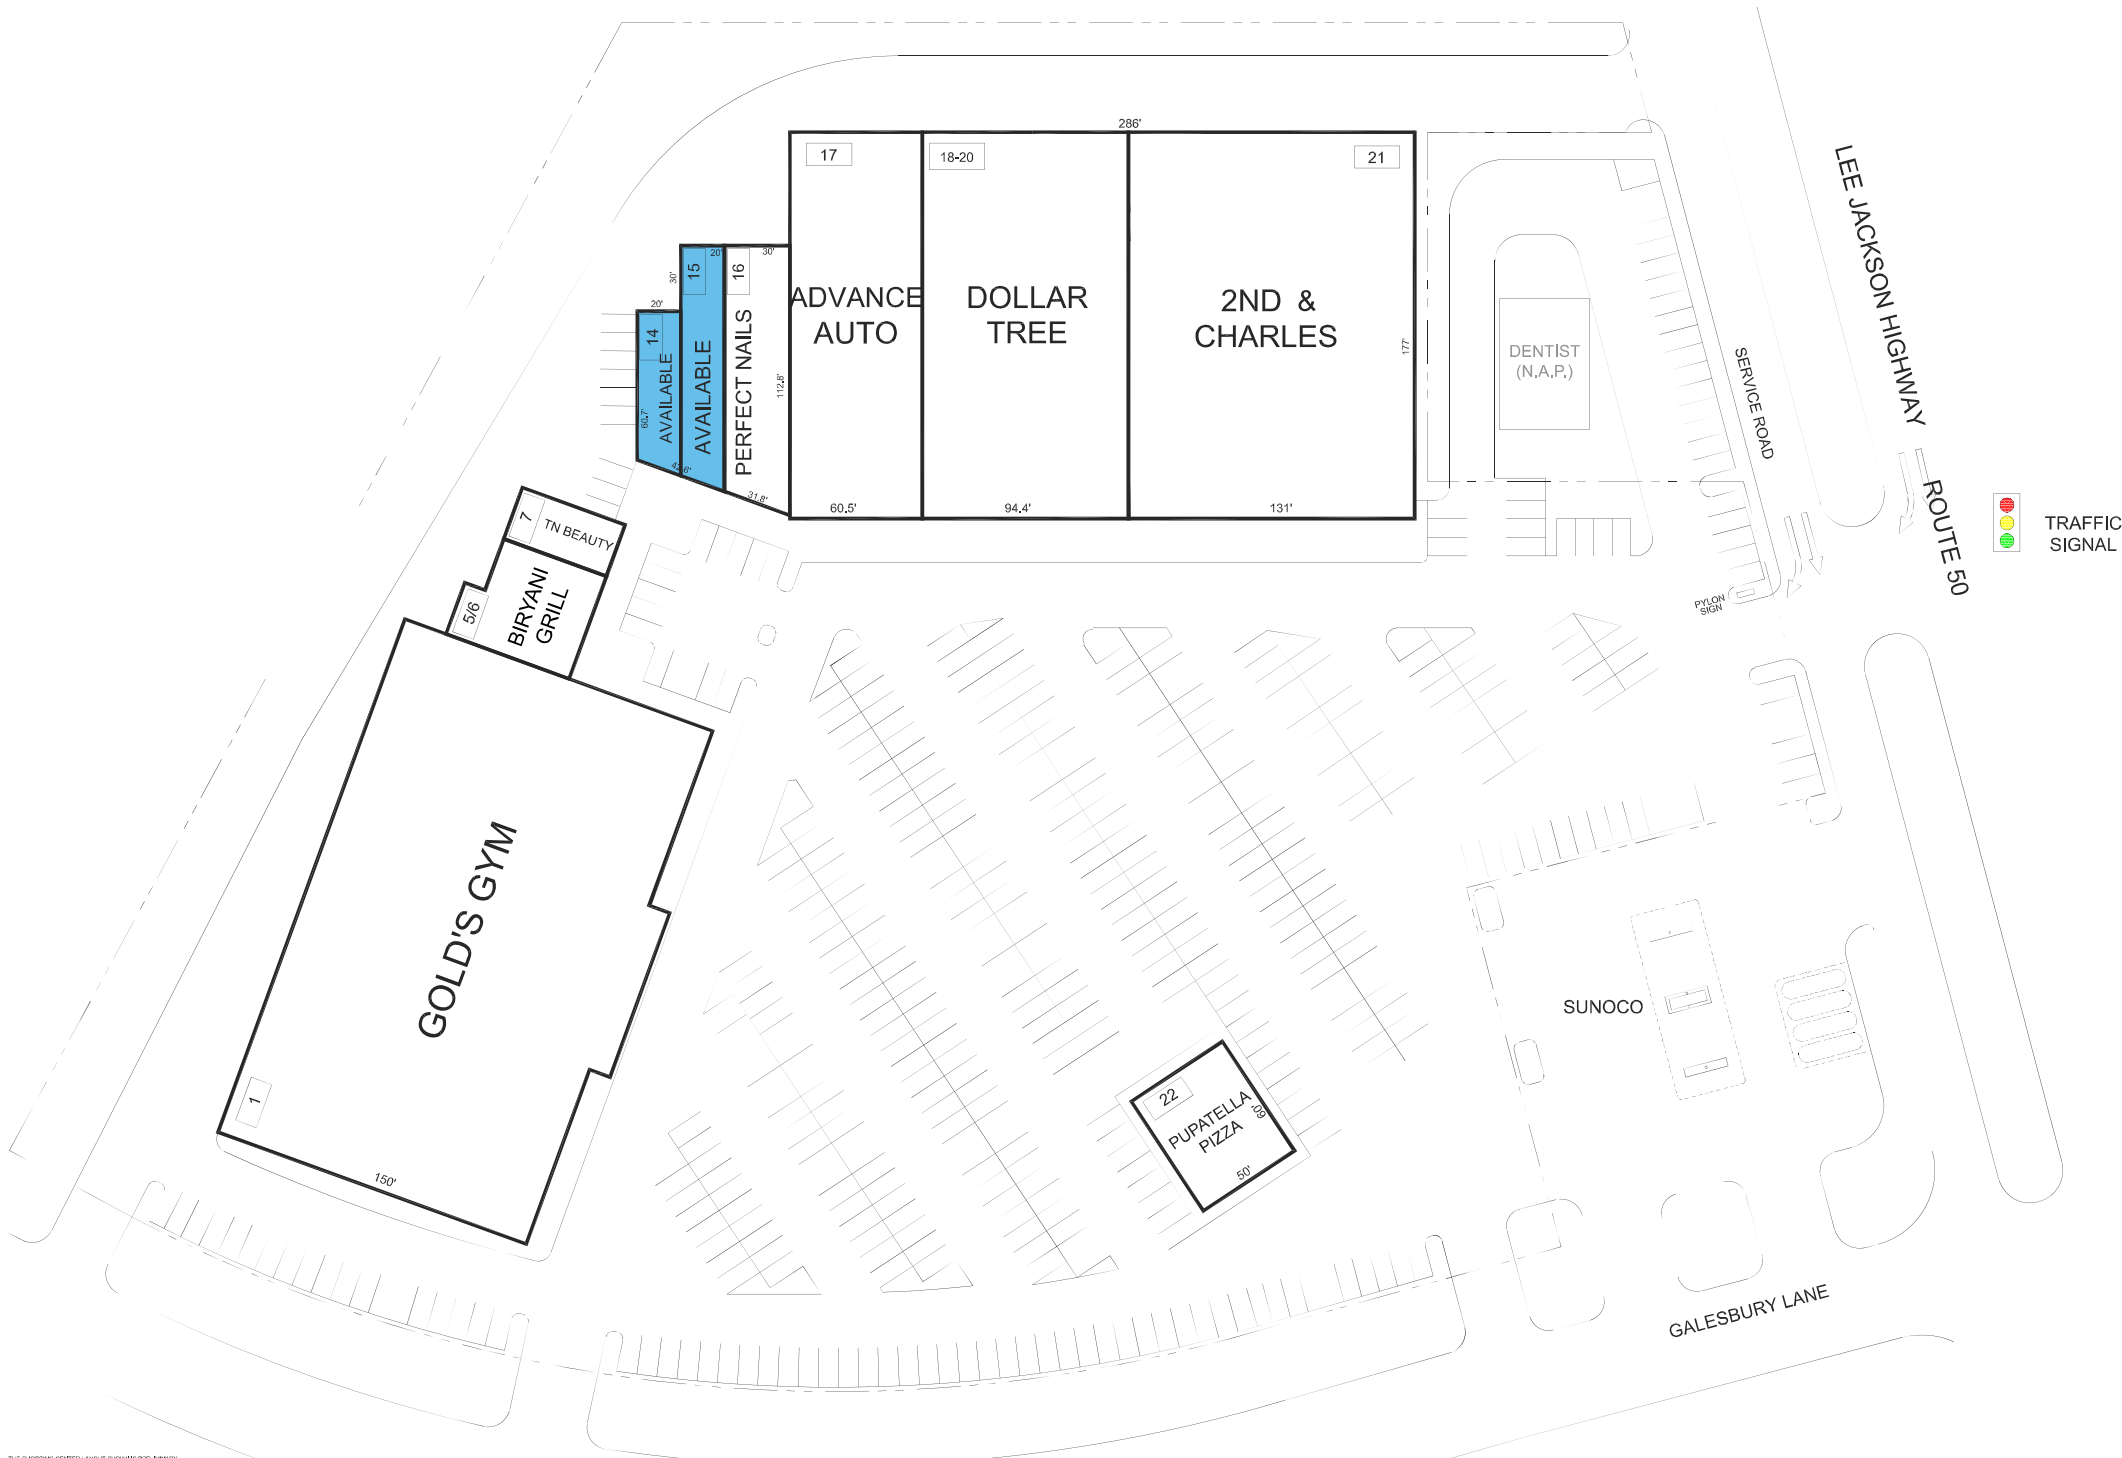 286'
17
18-20
21
LEE JACKSON HIGHWAY
ROUTE 50
ADVANCE
AUTO
DOLLAR
TREE
2ND &
CHARLES
60.5'
94.4'
131'
177'
20'
15
30'
AVAILABLE
16
30'
PERFECT NAILS
112.8'
31.8'
20'
14
AVAILABLE
60.7'
42.6'
DENTIST
(N.A.P.)
SERVICE ROAD
TRAFFIC
SIGNAL
PYLON
SIGN
7
TN BEAUTY
5/6
BIRYANI
GRILL
GOLD'S GYM
1
150'
22
PUPATELLA
PIZZA
60'
50'
SUNOCO
GALESBURY LANE